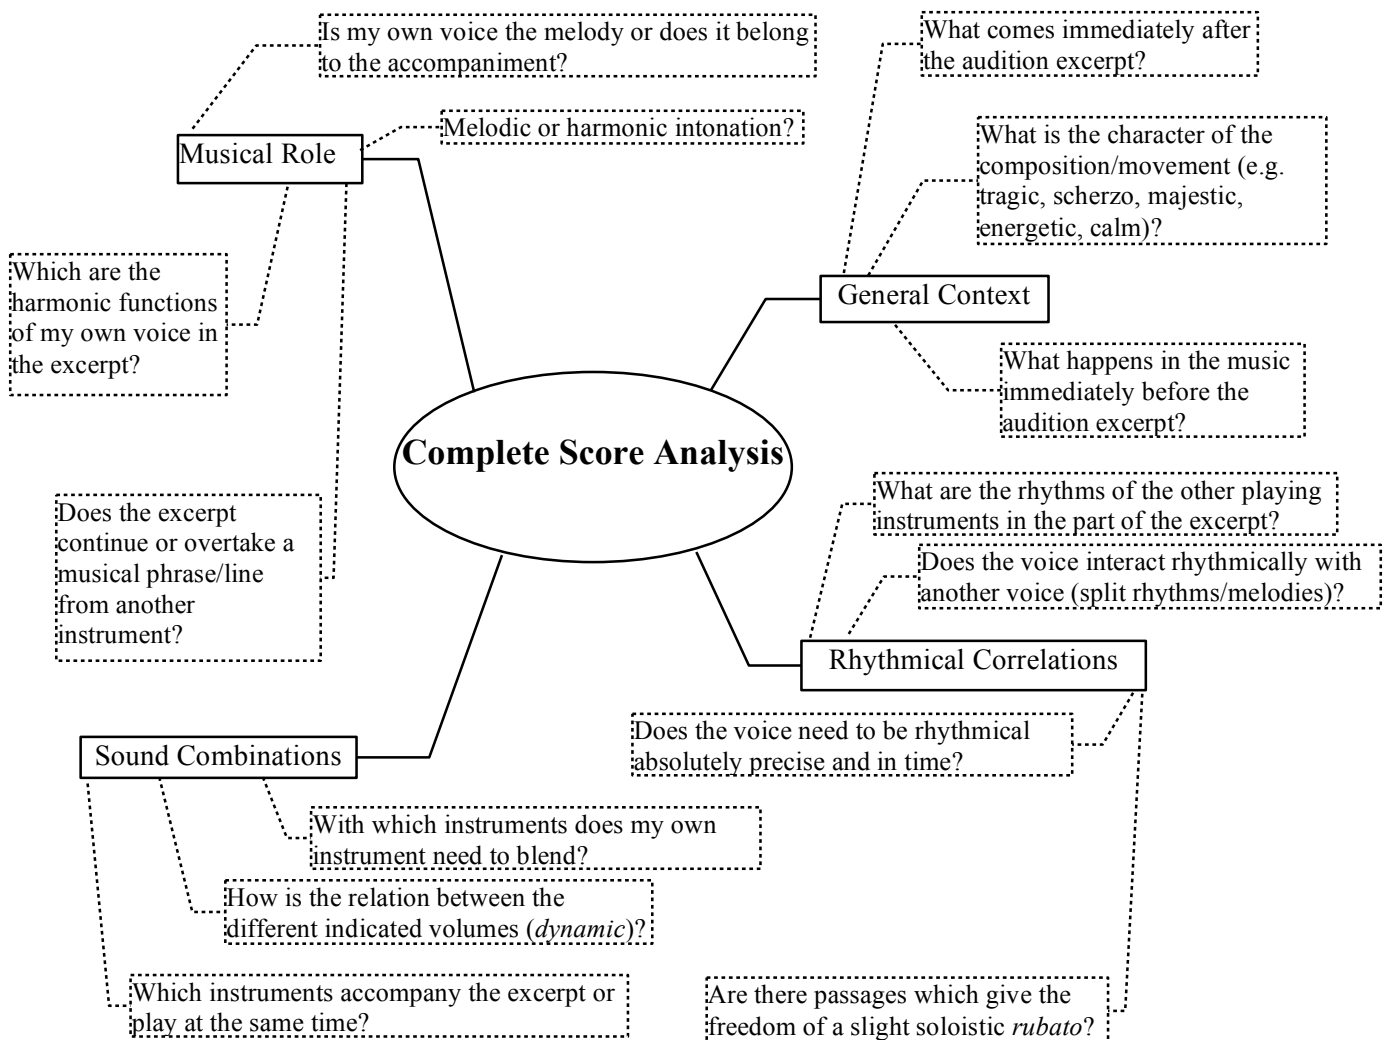 Is my own voice the melody or does it belong
to the accompaniment?
Melodic or harmonic intonation?
Musical Role
Which are the
harmonic functions
of my own voice in
the excerpt?
Does the excerpt
continue or overtake a
musical phrase/line
from another
instrument?
What comes immediately after
the audition excerpt?
What is the character of the
composition/movement (e.g.
tragic, scherzo, majestic,
energetic, calm)?
General Context
What happens in the music
immediately before the
audition excerpt?
Complete Score Analysis
What are the rhythms of the other playing
instruments in the part of the excerpt?
Does the voice interact rhythmically with
another voice (split rhythms/melodies)?
Rhythmical Correlations
Does the voice need to be rhythmical
absolutely precise and in time?
Are there passages which give the
freedom of a slight soloistic rubato?
Sound Combinations
With which instruments does my own
instrument need to blend?
How is the relation between the
different indicated volumes (dynamic)?
Which instruments accompany the excerpt or
play at the same time?